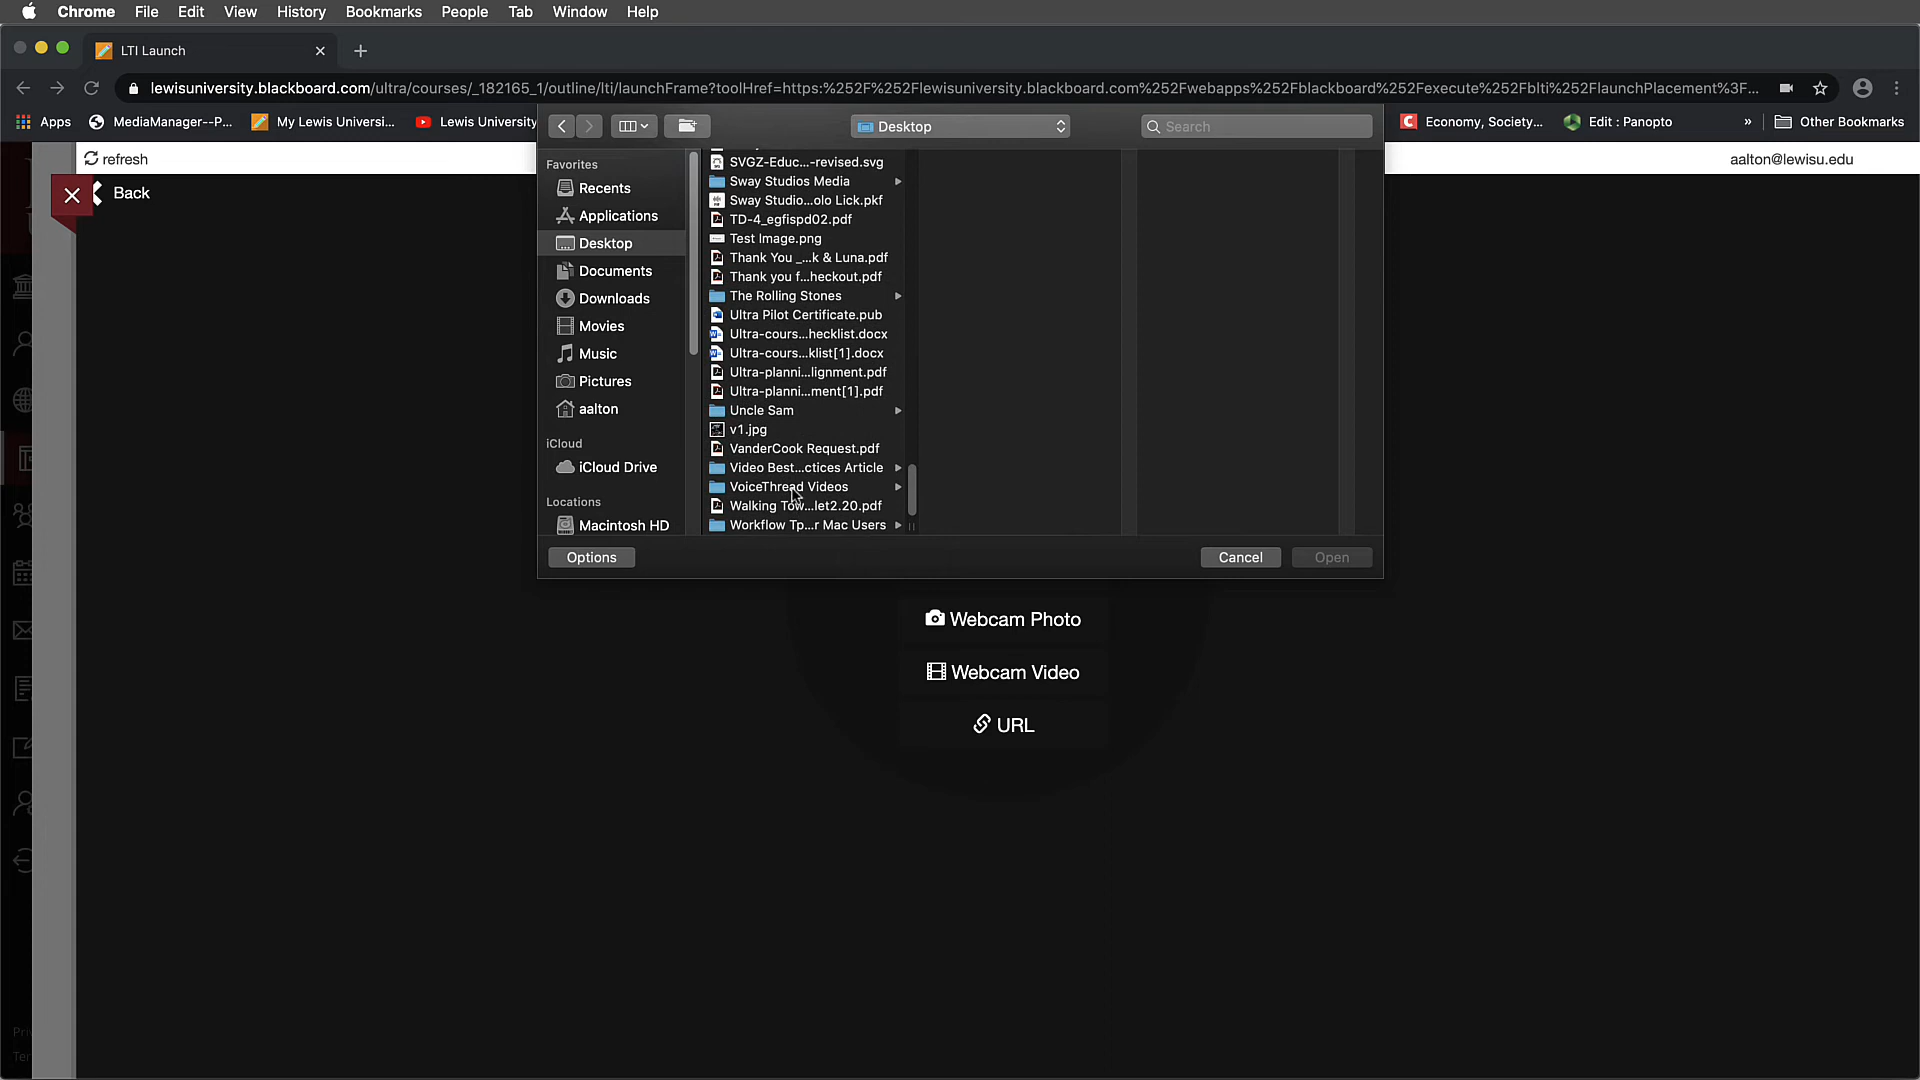 Chrome File Edit View History Bookmarks People Tab Window Help
LTI Launch
lewisuniversity.blackboard.com/ultra/courses/_182165_1/outline/lti/launchFrame?toolHref=https:%252F%252Flewisuniversity.blackboard.com%252Fwebapps%252Fblackboard%252Fexecute%252Fblti%252FlaunchPlacement%3F...
Apps MediaManager--P... My Lewis Universi... Lewis University Economy, Society... Edit : Panopto » Other Bookmarks
Desktop
Search
refresh
aalton@lewisu.edu
Back
Favorites
Recents
Applications
Desktop
Documents
Downloads
Movies
Music
Pictures
aalton
iCloud
iCloud Drive
Locations
Macintosh HD
SVGZ-Educ...-revised.svg
Sway Studios Media
Sway Studio...olo Lick.pkf
TD-4_egfispd02.pdf
Test Image.png
Thank You _...k & Luna.pdf
Thank you f...heckout.pdf
The Rolling Stones
Ultra Pilot Certificate.pub
Ultra-cours...hecklist.docx
Ultra-cours...klist[1].docx
Ultra-planni...lignment.pdf
Ultra-planni...ment[1].pdf
Uncle Sam
v1.jpg
VanderCook Request.pdf
Video Best...ctices Article
VoiceThread Videos
Walking Tow...let2.20.pdf
Workflow Tp...r Mac Users
Options
Cancel
Open
Webcam Photo
Webcam Video
URL
Pri
Ter